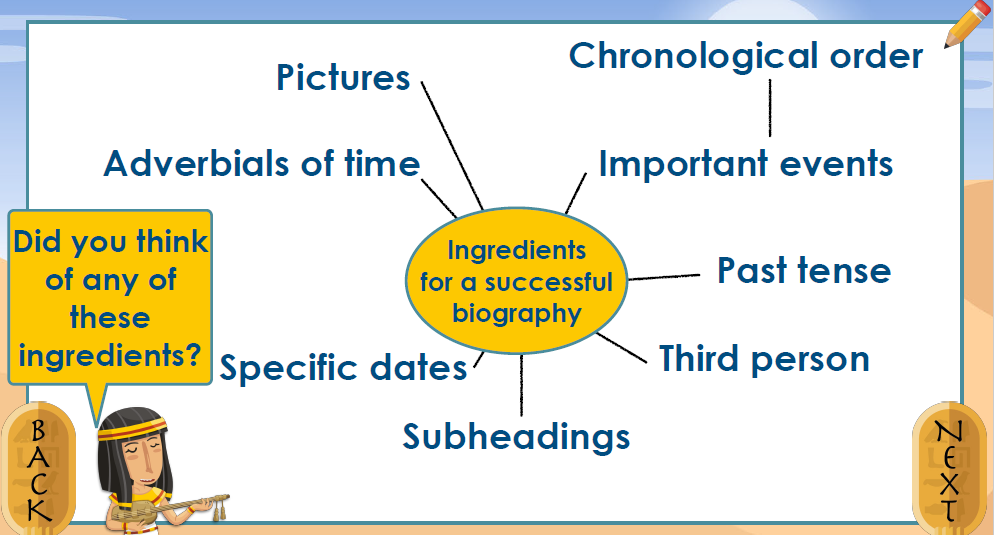 Chronological order
Pictures
Adverbials of time
Important events
Did you think
of any of
these
ingredients?
Ingredients
for a successful
biography
Past tense
Specific dates
Third person
Subheadings
BACK
NEXT